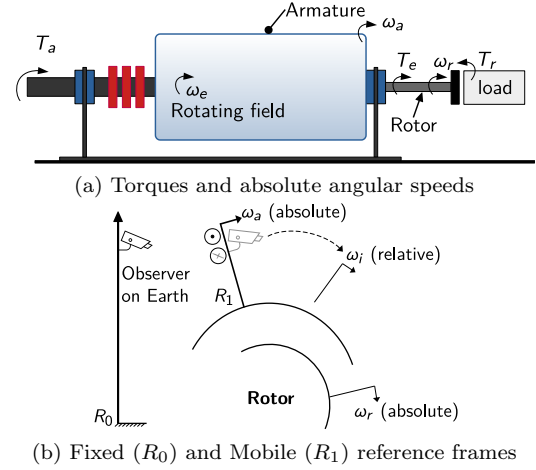 Armature
ω_a
T_a
T_e
ω_r
T_r
ω_e
Rotating field
load
Rotor
(a) Torques and absolute angular speeds
ω_a (absolute)
Observer
on Earth
ω_i (relative)
R_1
Rotor
ω_r (absolute)
R_0
(b) Fixed (R_0) and Mobile (R_1) reference frames